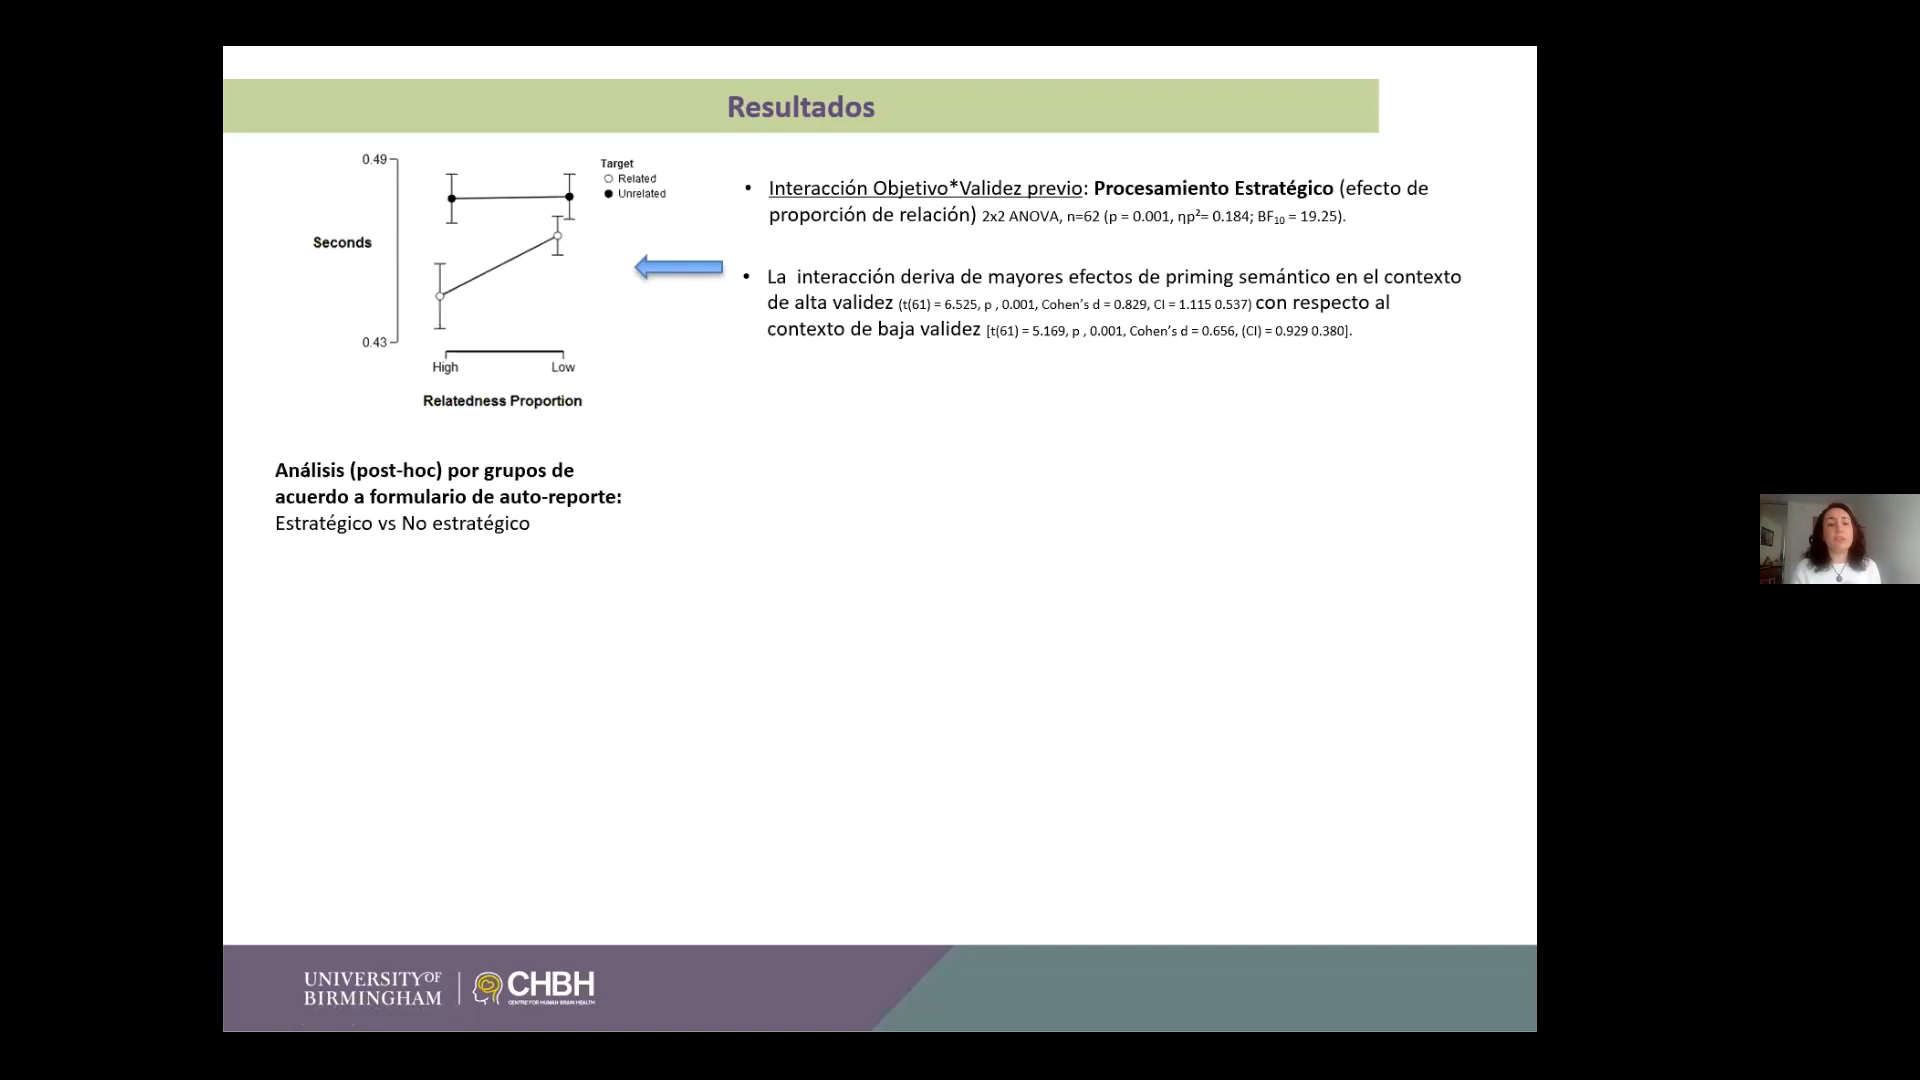 Resultados
0.49
Target
Related
Unrelated
Seconds
0.43
High
Low
Relatedness Proportion
• Interacción Objetivo*Validez previo: Procesamiento Estratégico (efecto de
proporción de relación) 2x2 ANOVA, n=62 (p = 0.001, ηp²= 0.184; BF₁₀ = 19.25).
• La interacción deriva de mayores efectos de priming semántico en el contexto
de alta validez (t(61) = 6.525, p , 0.001, Cohen's d = 0.829, CI = 1.115 0.537) con respecto al
contexto de baja validez [t(61) = 5.169, p , 0.001, Cohen's d = 0.656, (CI) = 0.929 0.380].
Análisis (post-hoc) por grupos de
acuerdo a formulario de auto-reporte:
Estratégico vs No estratégico
UNIVERSITY OF
BIRMINGHAM
CHBH
CENTRE FOR HUMAN BRAIN HEALTH